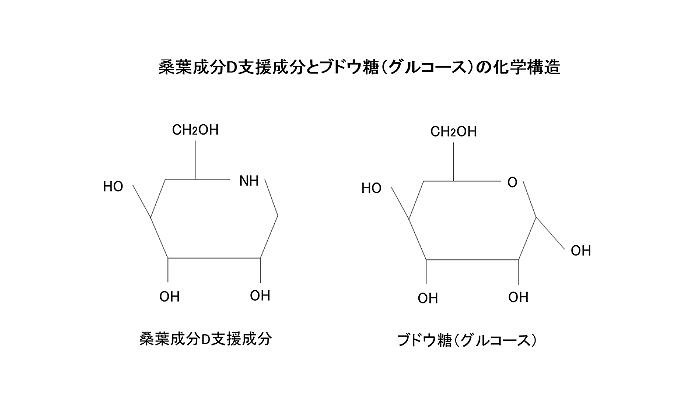 桑葉成分D支援成分とブドウ糖(グルコース)の化学構造
CH2OH
NH
HO
OH
OH
桑葉成分D支援成分
CH2OH
O
HO
OH
OH
OH
ブドウ糖(グルコース)